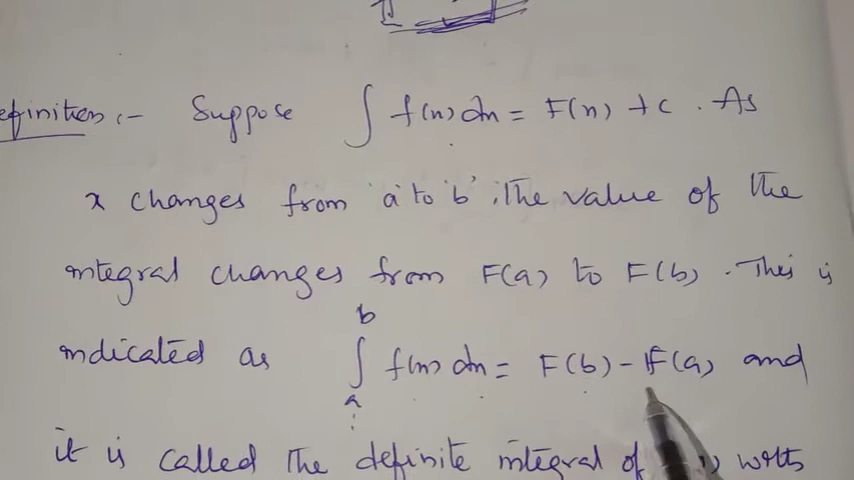 efinition :- Suppose ∫ f(x) dx = F(x) + c . As
x changes from 'a' to 'b', the value of the
integral changes from F(a) to F(b) . This is
indicated as ∫ₐᵇ f(x) dx = F(b) - F(a) and
it is called the definite integral of